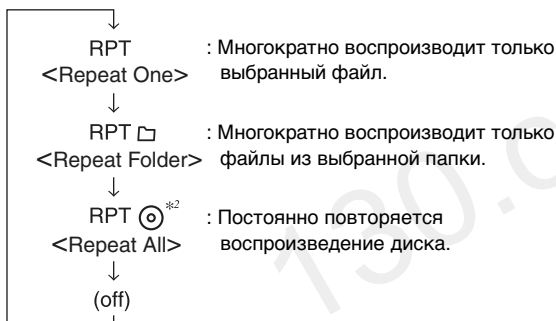 RPT : Многократно воспроизводит только
<Repeat One> выбранный файл.
RPT : Многократно воспроизводит только
<Repeat Folder> файлы из выбранной папки.
RPT *2 : Постоянно повторяется
<Repeat All> воспроизведение диска.
(off)
130.c